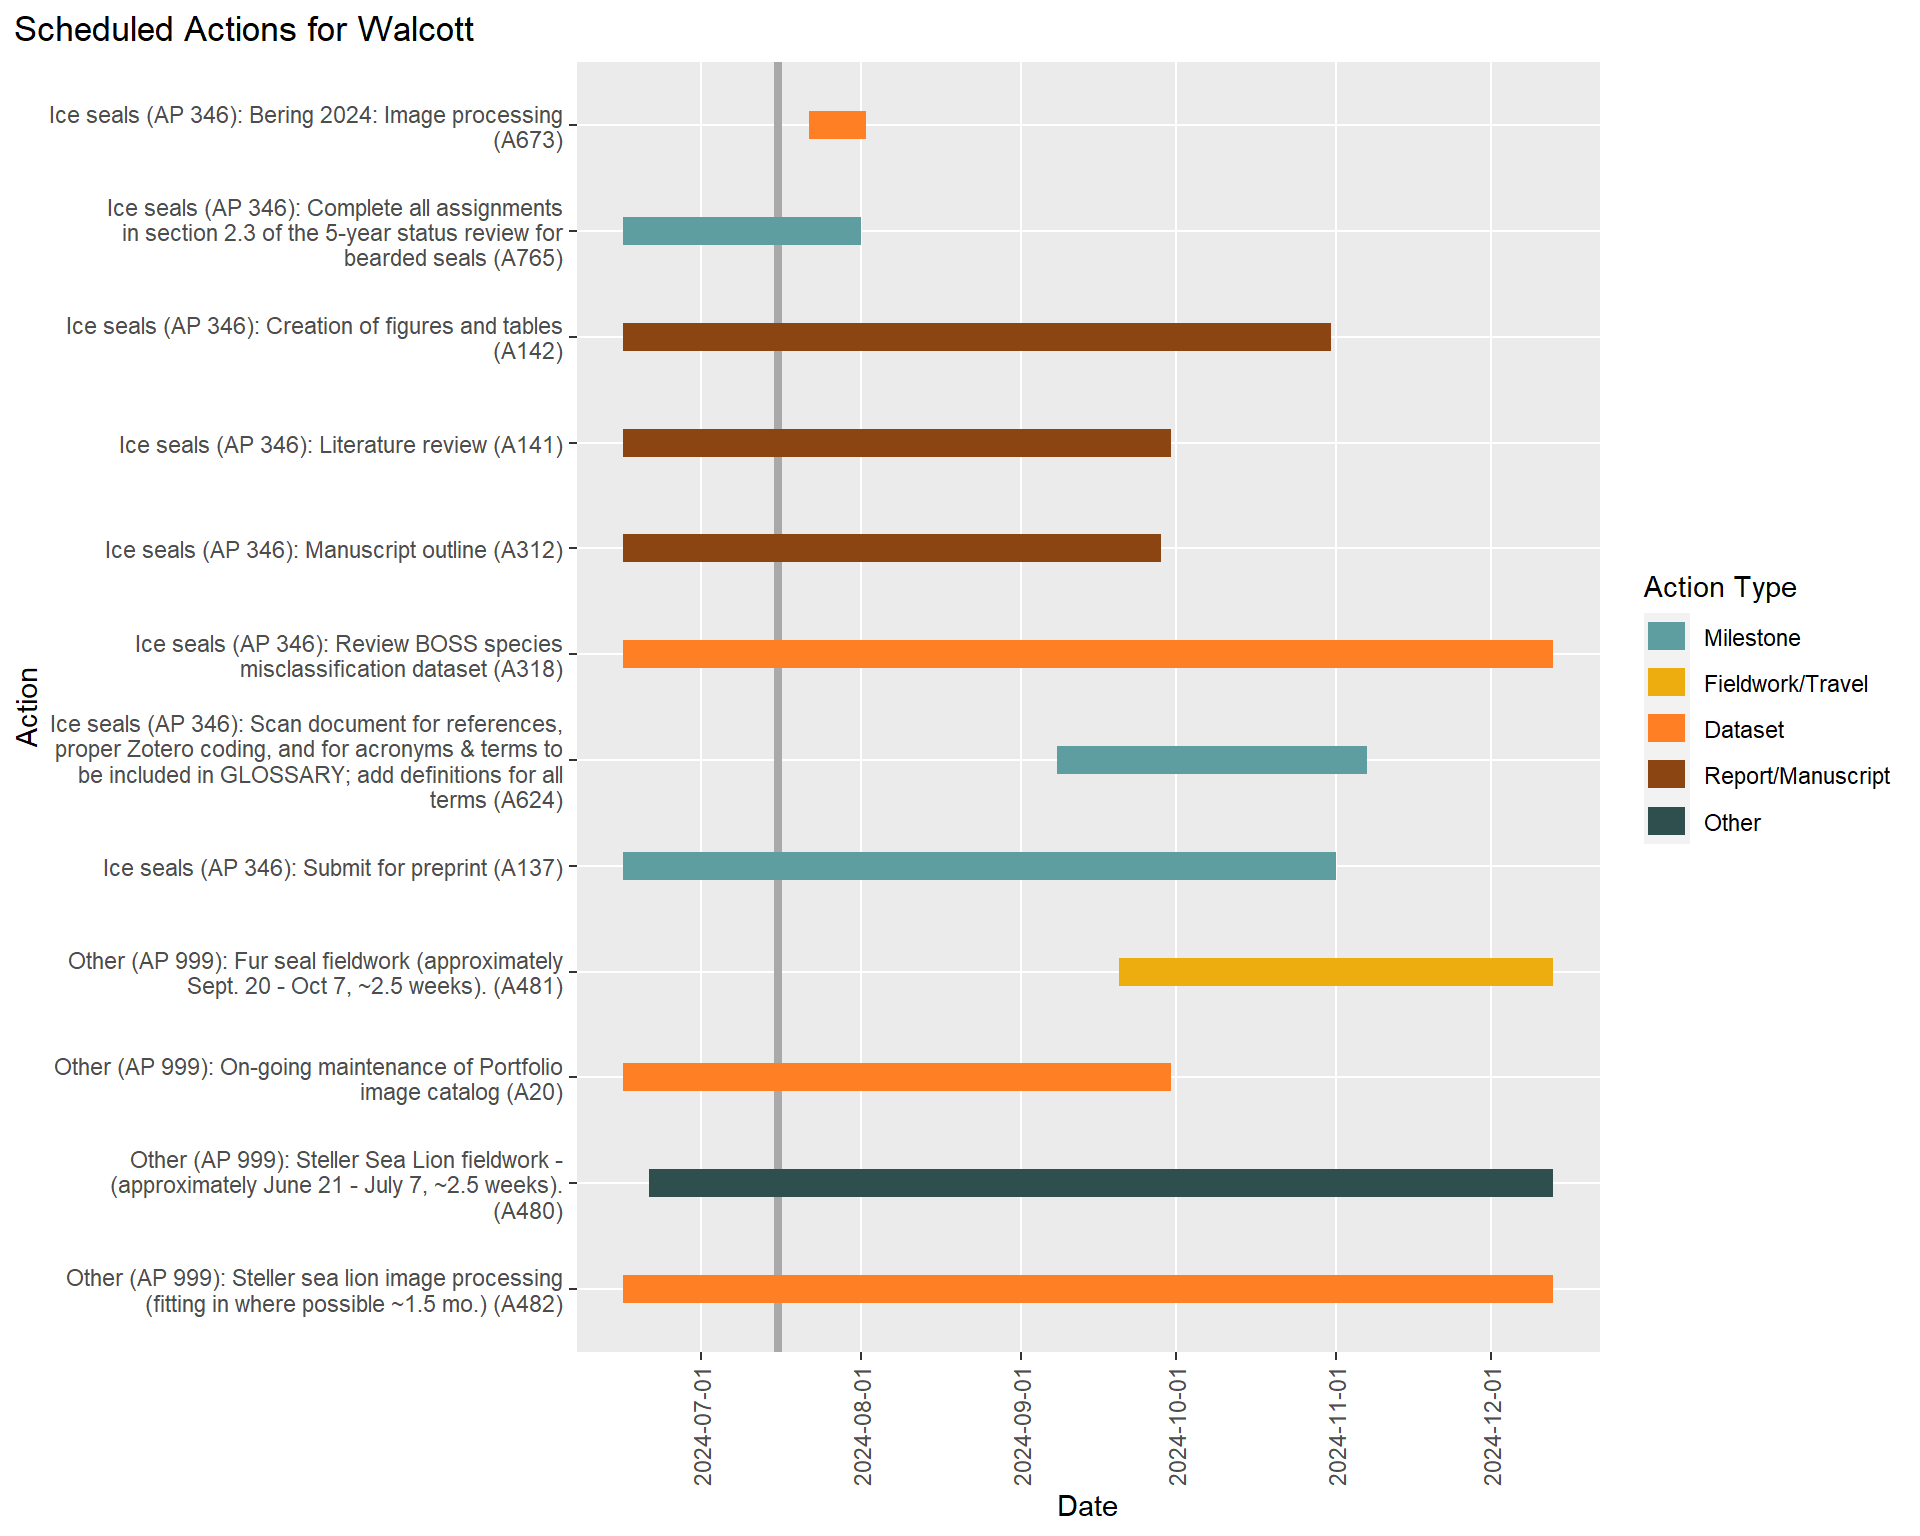 Scheduled Actions for Walcott
Ice seals (AP 346): Bering 2024: Image processing
(A673)
Ice seals (AP 346): Complete all assignments
in section 2.3 of the 5-year status review for
bearded seals (A765)
Ice seals (AP 346): Creation of figures and tables
(A142)
Ice seals (AP 346): Literature review (A141)
Ice seals (AP 346): Manuscript outline (A312)
Ice seals (AP 346): Review BOSS species
misclassification dataset (A318)
Ice seals (AP 346): Scan document for references,
proper Zotero coding, and for acronyms & terms to
be included in GLOSSARY; add definitions for all
terms (A624)
Ice seals (AP 346): Submit for preprint (A137)
Other (AP 999): Fur seal fieldwork (approximately
Sept. 20 - Oct 7, ~2.5 weeks). (A481)
Other (AP 999): On-going maintenance of Portfolio
image catalog (A20)
Other (AP 999): Steller Sea Lion fieldwork -
(approximately June 21 - July 7, ~2.5 weeks).
(A480)
Other (AP 999): Steller sea lion image processing
(fitting in where possible ~1.5 mo.) (A482)
Action
2024-07-01
2024-08-01
2024-09-01
2024-10-01
2024-11-01
2024-12-01
Date
Action Type
Milestone
Fieldwork/Travel
Dataset
Report/Manuscript
Other